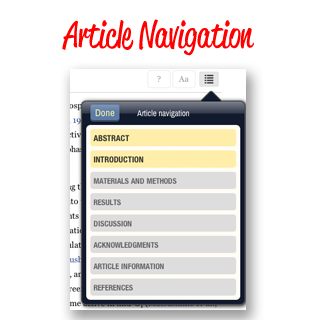 Article Navigation
? Aa
Done Article navigation
ABSTRACT
INTRODUCTION
MATERIALS AND METHODS
RESULTS
DISCUSSION
ACKNOWLEDGMENTS
ARTICLE INFORMATION
REFERENCES